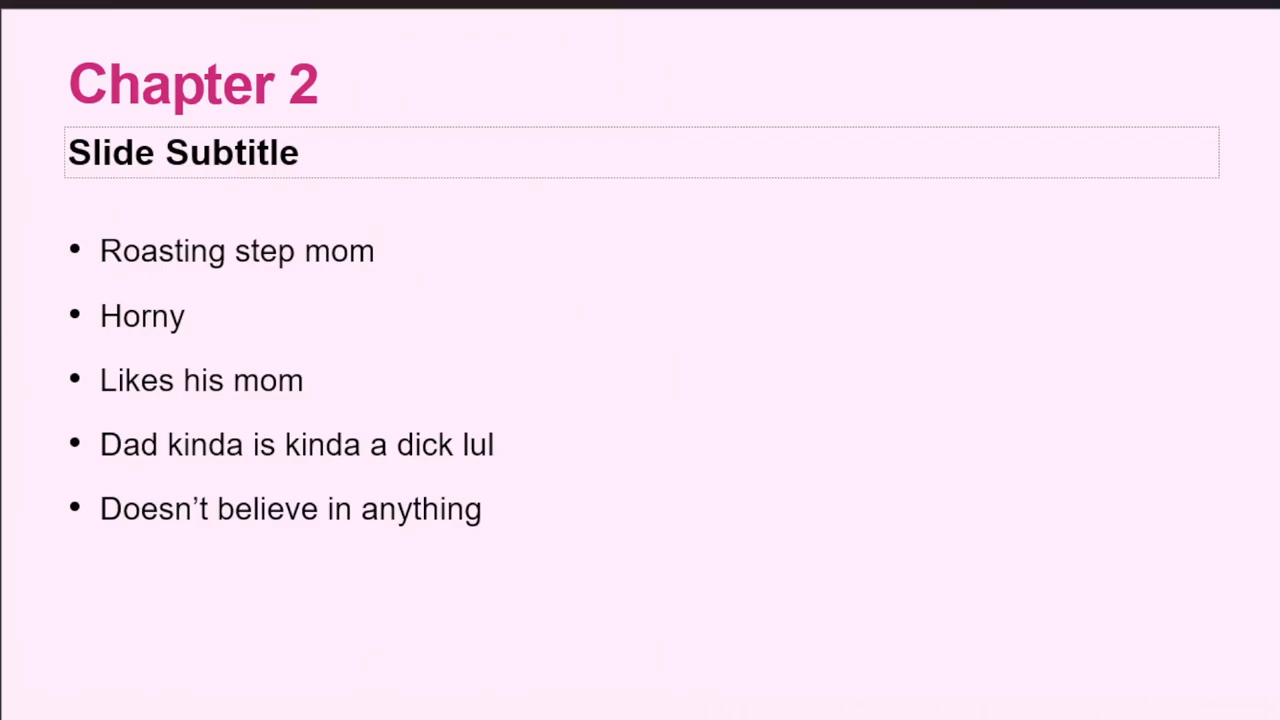 Chapter 2
Slide Subtitle
• Roasting step mom
• Horny
• Likes his mom
• Dad kinda is kinda a dick lul
• Doesn’t believe in anything